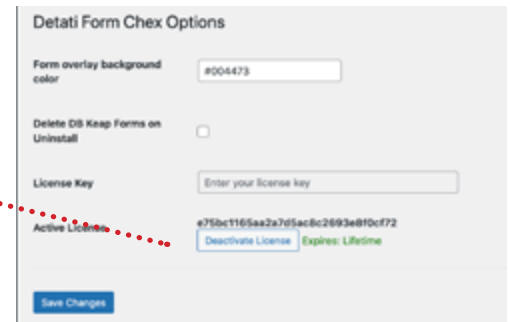 Detati Form Chex Options
Form overlay background
color
#004473
Delete DB Keap Forms on
Uninstall
License Key
Enter your license key
Active License
e75bc1165aa2a7d5ac8c2693e8f0cf72
Deactivate License Expires: Lifetime
Save Changes